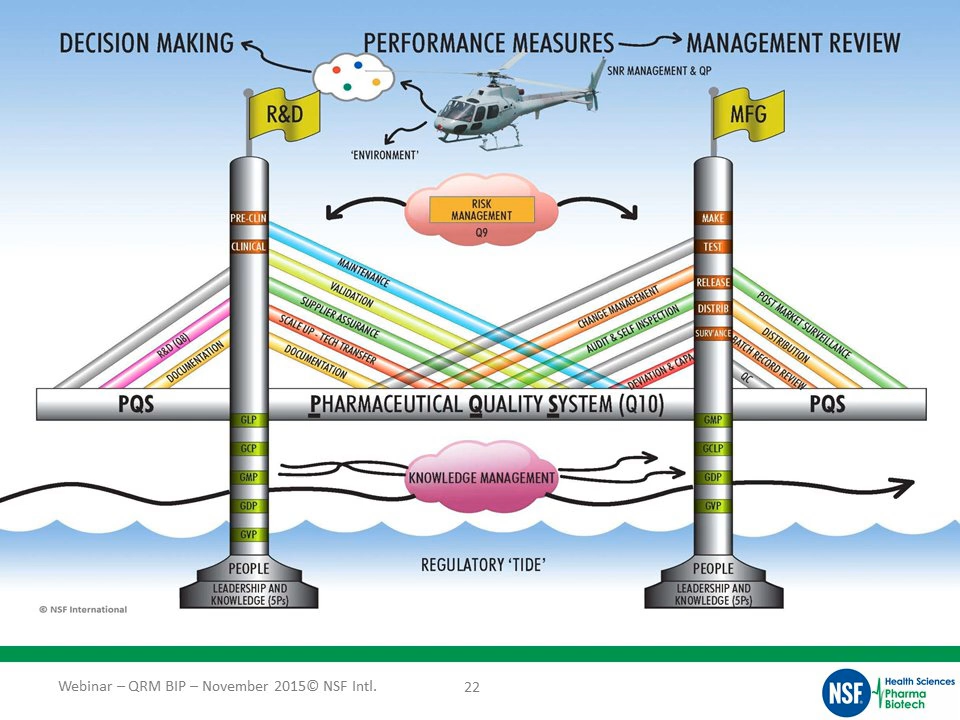 DECISION MAKING
PERFORMANCE MEASURES
MANAGEMENT REVIEW
SNR MANAGEMENT & QP
R&D
MFG
'ENVIRONMENT'
RISK
MANAGEMENT
Q9
PRE-CLIN
CLINICAL
MAKE
TEST
RELEASE
DISTRIB
SURV'ANCE
R&D (Q8)
DOCUMENTATION
MAINTENANCE
VALIDATION
SUPPLIER ASSURANCE
SCALE UP - TECH TRANSFER
DOCUMENTATION
CHANGE MANAGEMENT
AUDIT & SELF INSPECTION
DEVIATION & CAPA
POST MARKET SURVEILLANCE
DISTRIBUTION
BATCH RECORD REVIEW
QC
PQS
PHARMACEUTICAL QUALITY SYSTEM (Q10)
PQS
GLP
GCP
GMP
GDP
GVP
GMP
GCLP
GDP
GVP
KNOWLEDGE MANAGEMENT
REGULATORY 'TIDE'
PEOPLE
LEADERSHIP AND
KNOWLEDGE (5Ps)
PEOPLE
LEADERSHIP AND
KNOWLEDGE (5Ps)
© NSF International
Webinar – QRM BIP – November 2015© NSF Intl.
22
NSF
Health Sciences
Pharma
Biotech